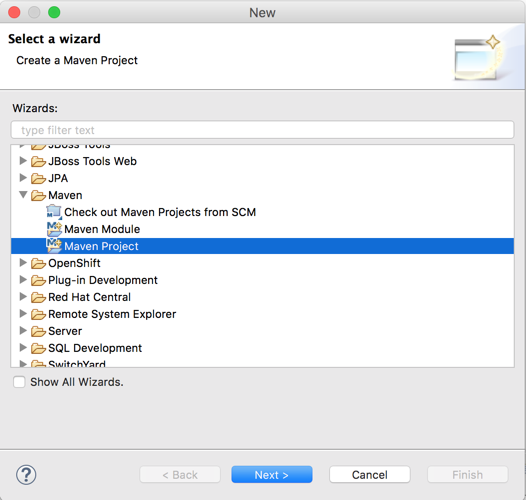 New
Select a wizard
Create a Maven Project
Wizards:
type filter text
JBoss Tools
JBoss Tools Web
JPA
Maven
Check out Maven Projects from SCM
Maven Module
Maven Project
OpenShift
Plug-in Development
Red Hat Central
Remote System Explorer
Server
SQL Development
SwitchYard
Show All Wizards.
? < Back Next > Cancel Finish